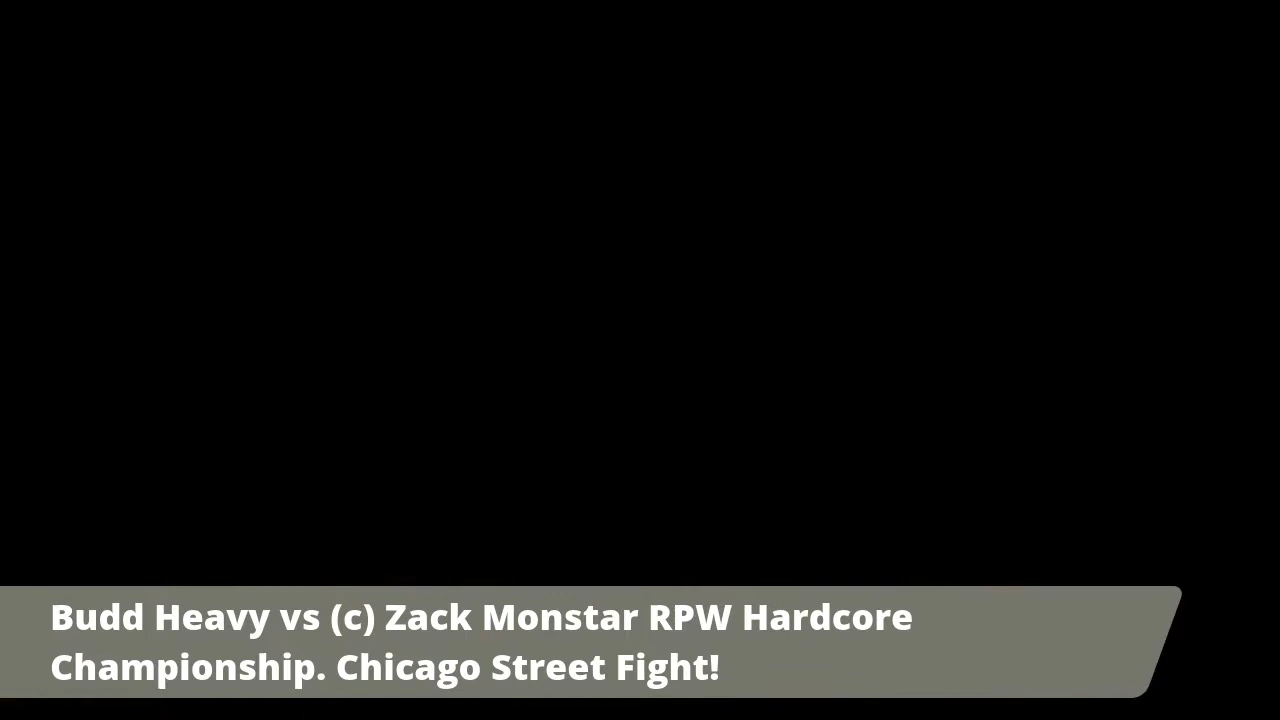 Budd Heavy vs (c) Zack Monstar RPW Hardcore
Championship. Chicago Street Fight!